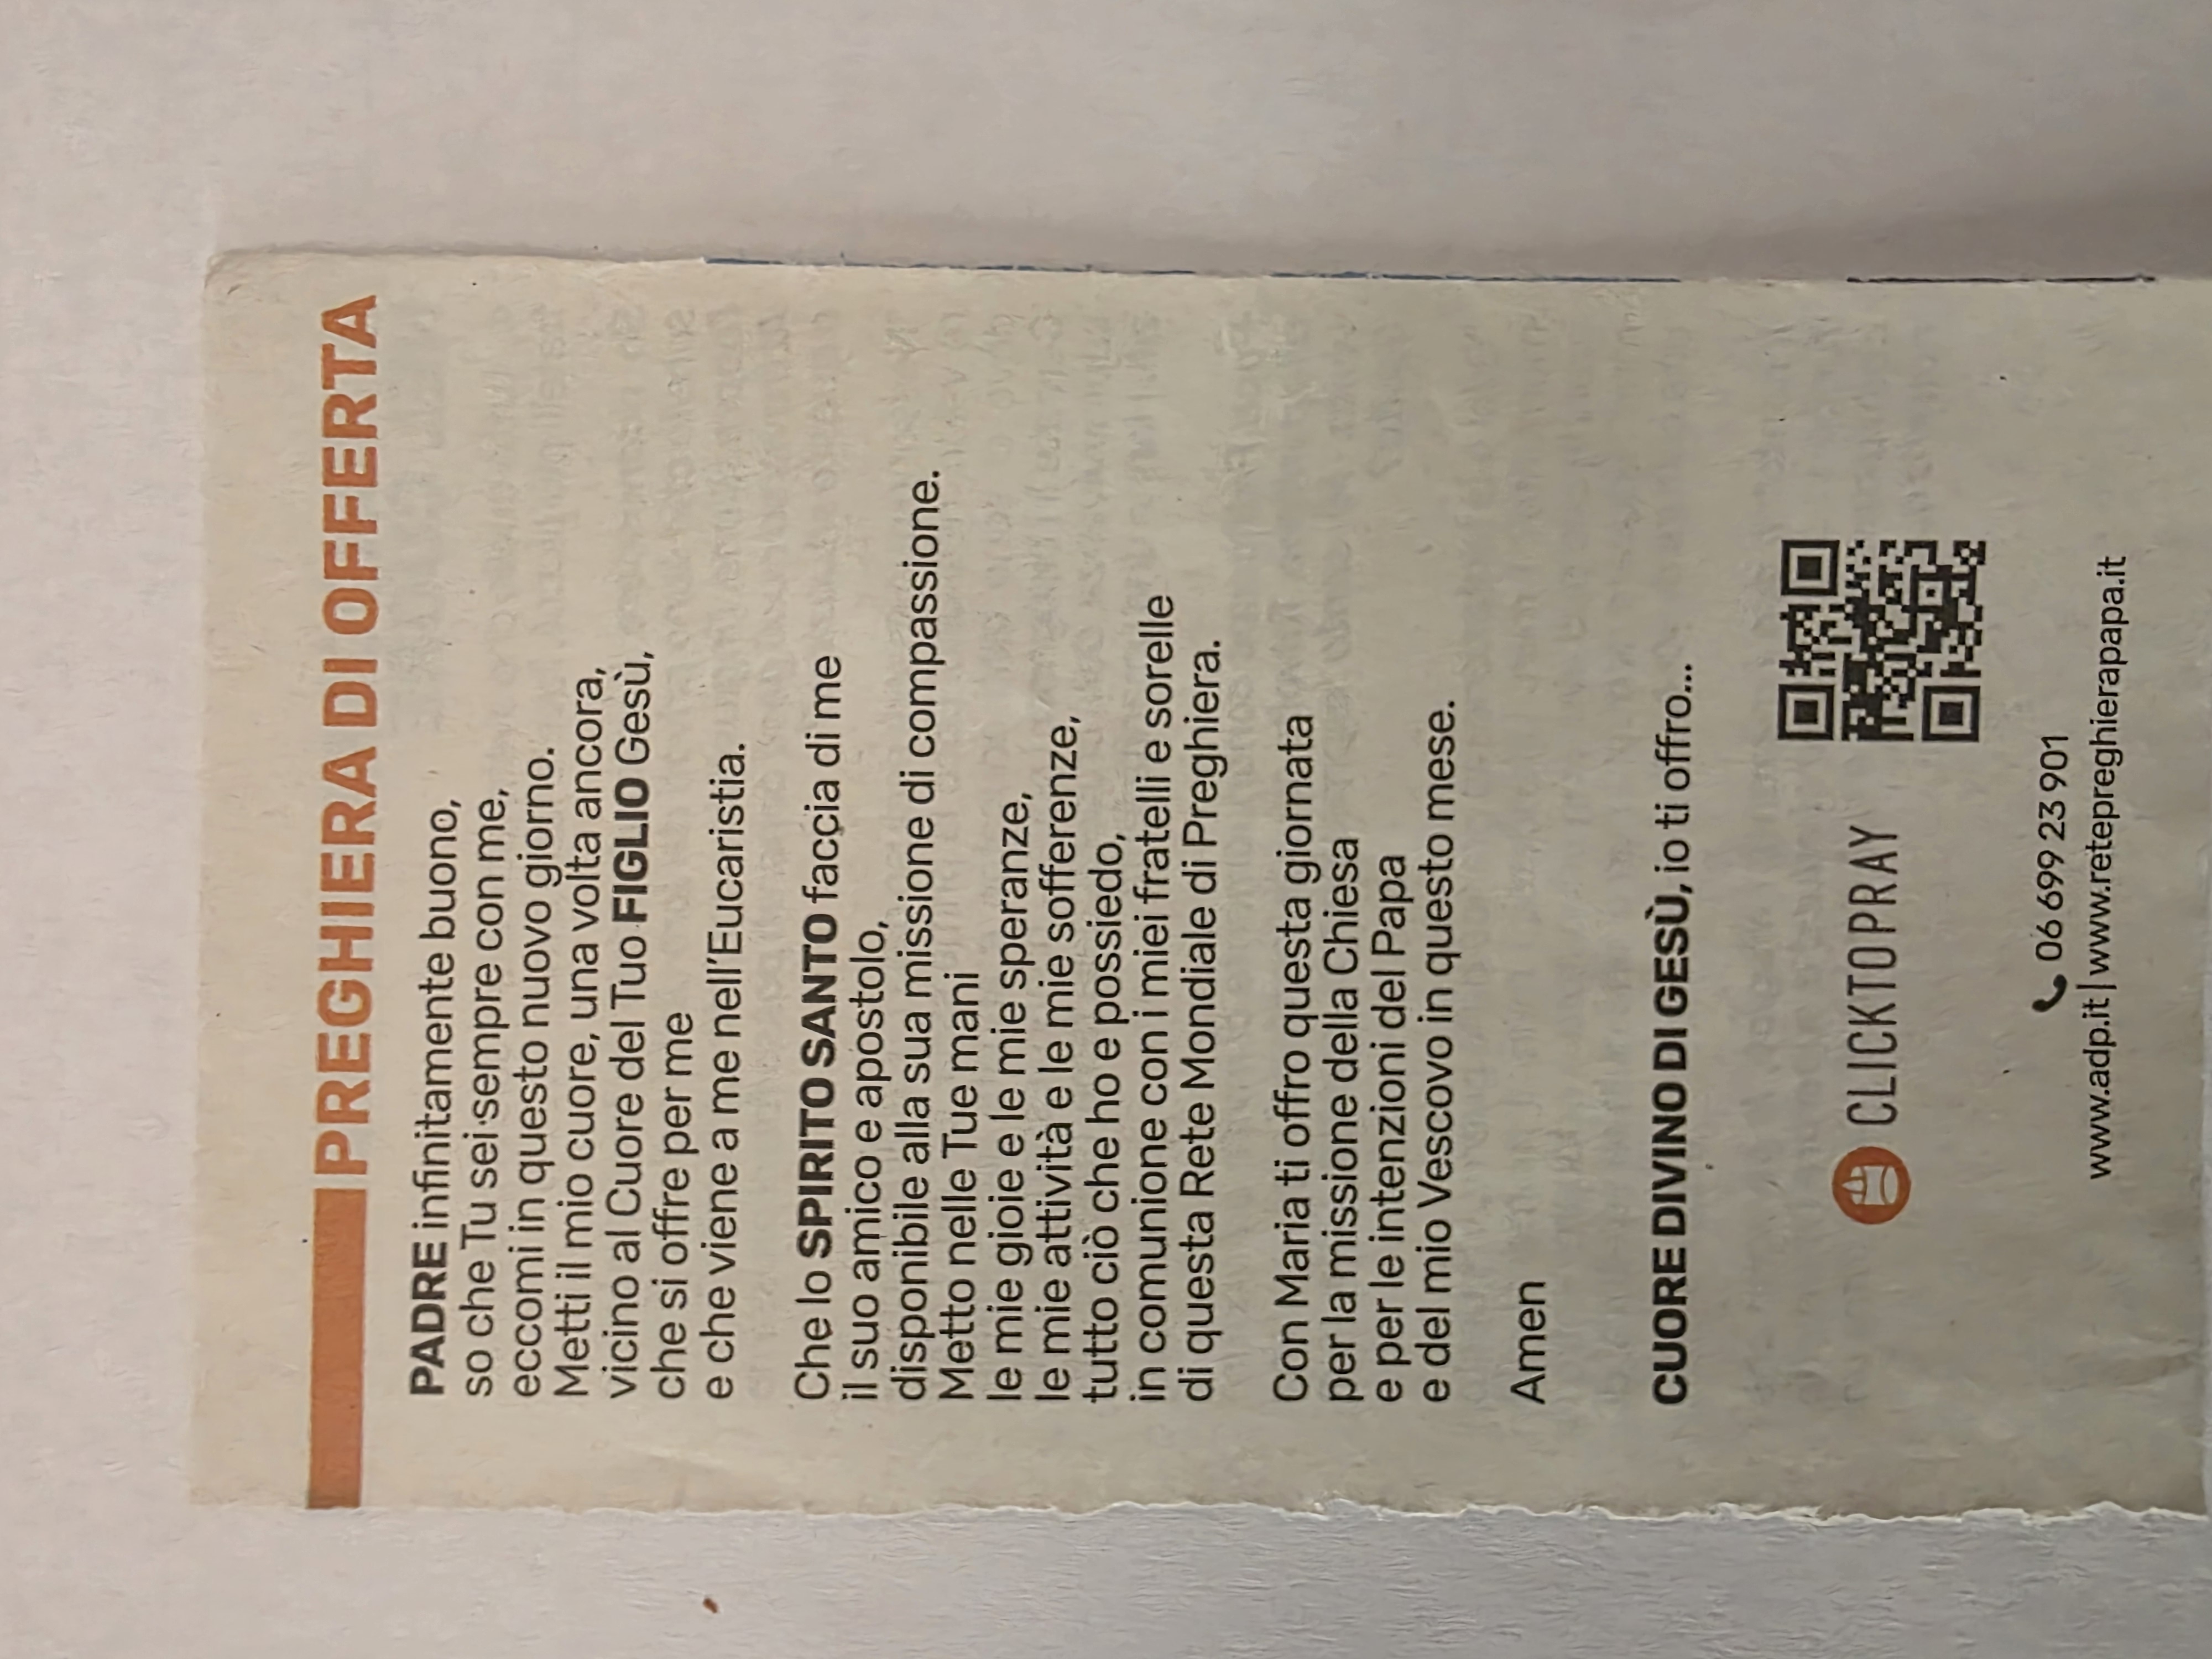 PREGHIERA DI OFFERTA
PADRE infinitamente buono,
so che Tu sei sempre con me,
eccomi in questo nuovo giorno.
Metti il mio cuore, una volta ancora,
vicino al Cuore del Tuo FIGLIO Gesù,
che si offre per me
e che viene a me nell'Eucaristia.
Che lo SPIRITO SANTO faccia di me
il suo amico e apostolo,
disponibile alla sua missione di compassione.
Metto nelle Tue mani
le mie gioie e le mie speranze,
le mie attività e le mie sofferenze,
tutto ciò che ho e possiedo,
in comunione con i miei fratelli e sorelle
di questa Rete Mondiale di Preghiera.
Con Maria ti offro questa giornata
per la missione della Chiesa
e per le intenzioni del Papa
e del mio Vescovo in questo mese.
Amen
CUORE DIVINO DI GESÙ, io ti offro...
CLICK TO PRAY
06 699 23 901
www.adp.it | www.retepreghierapapa.it